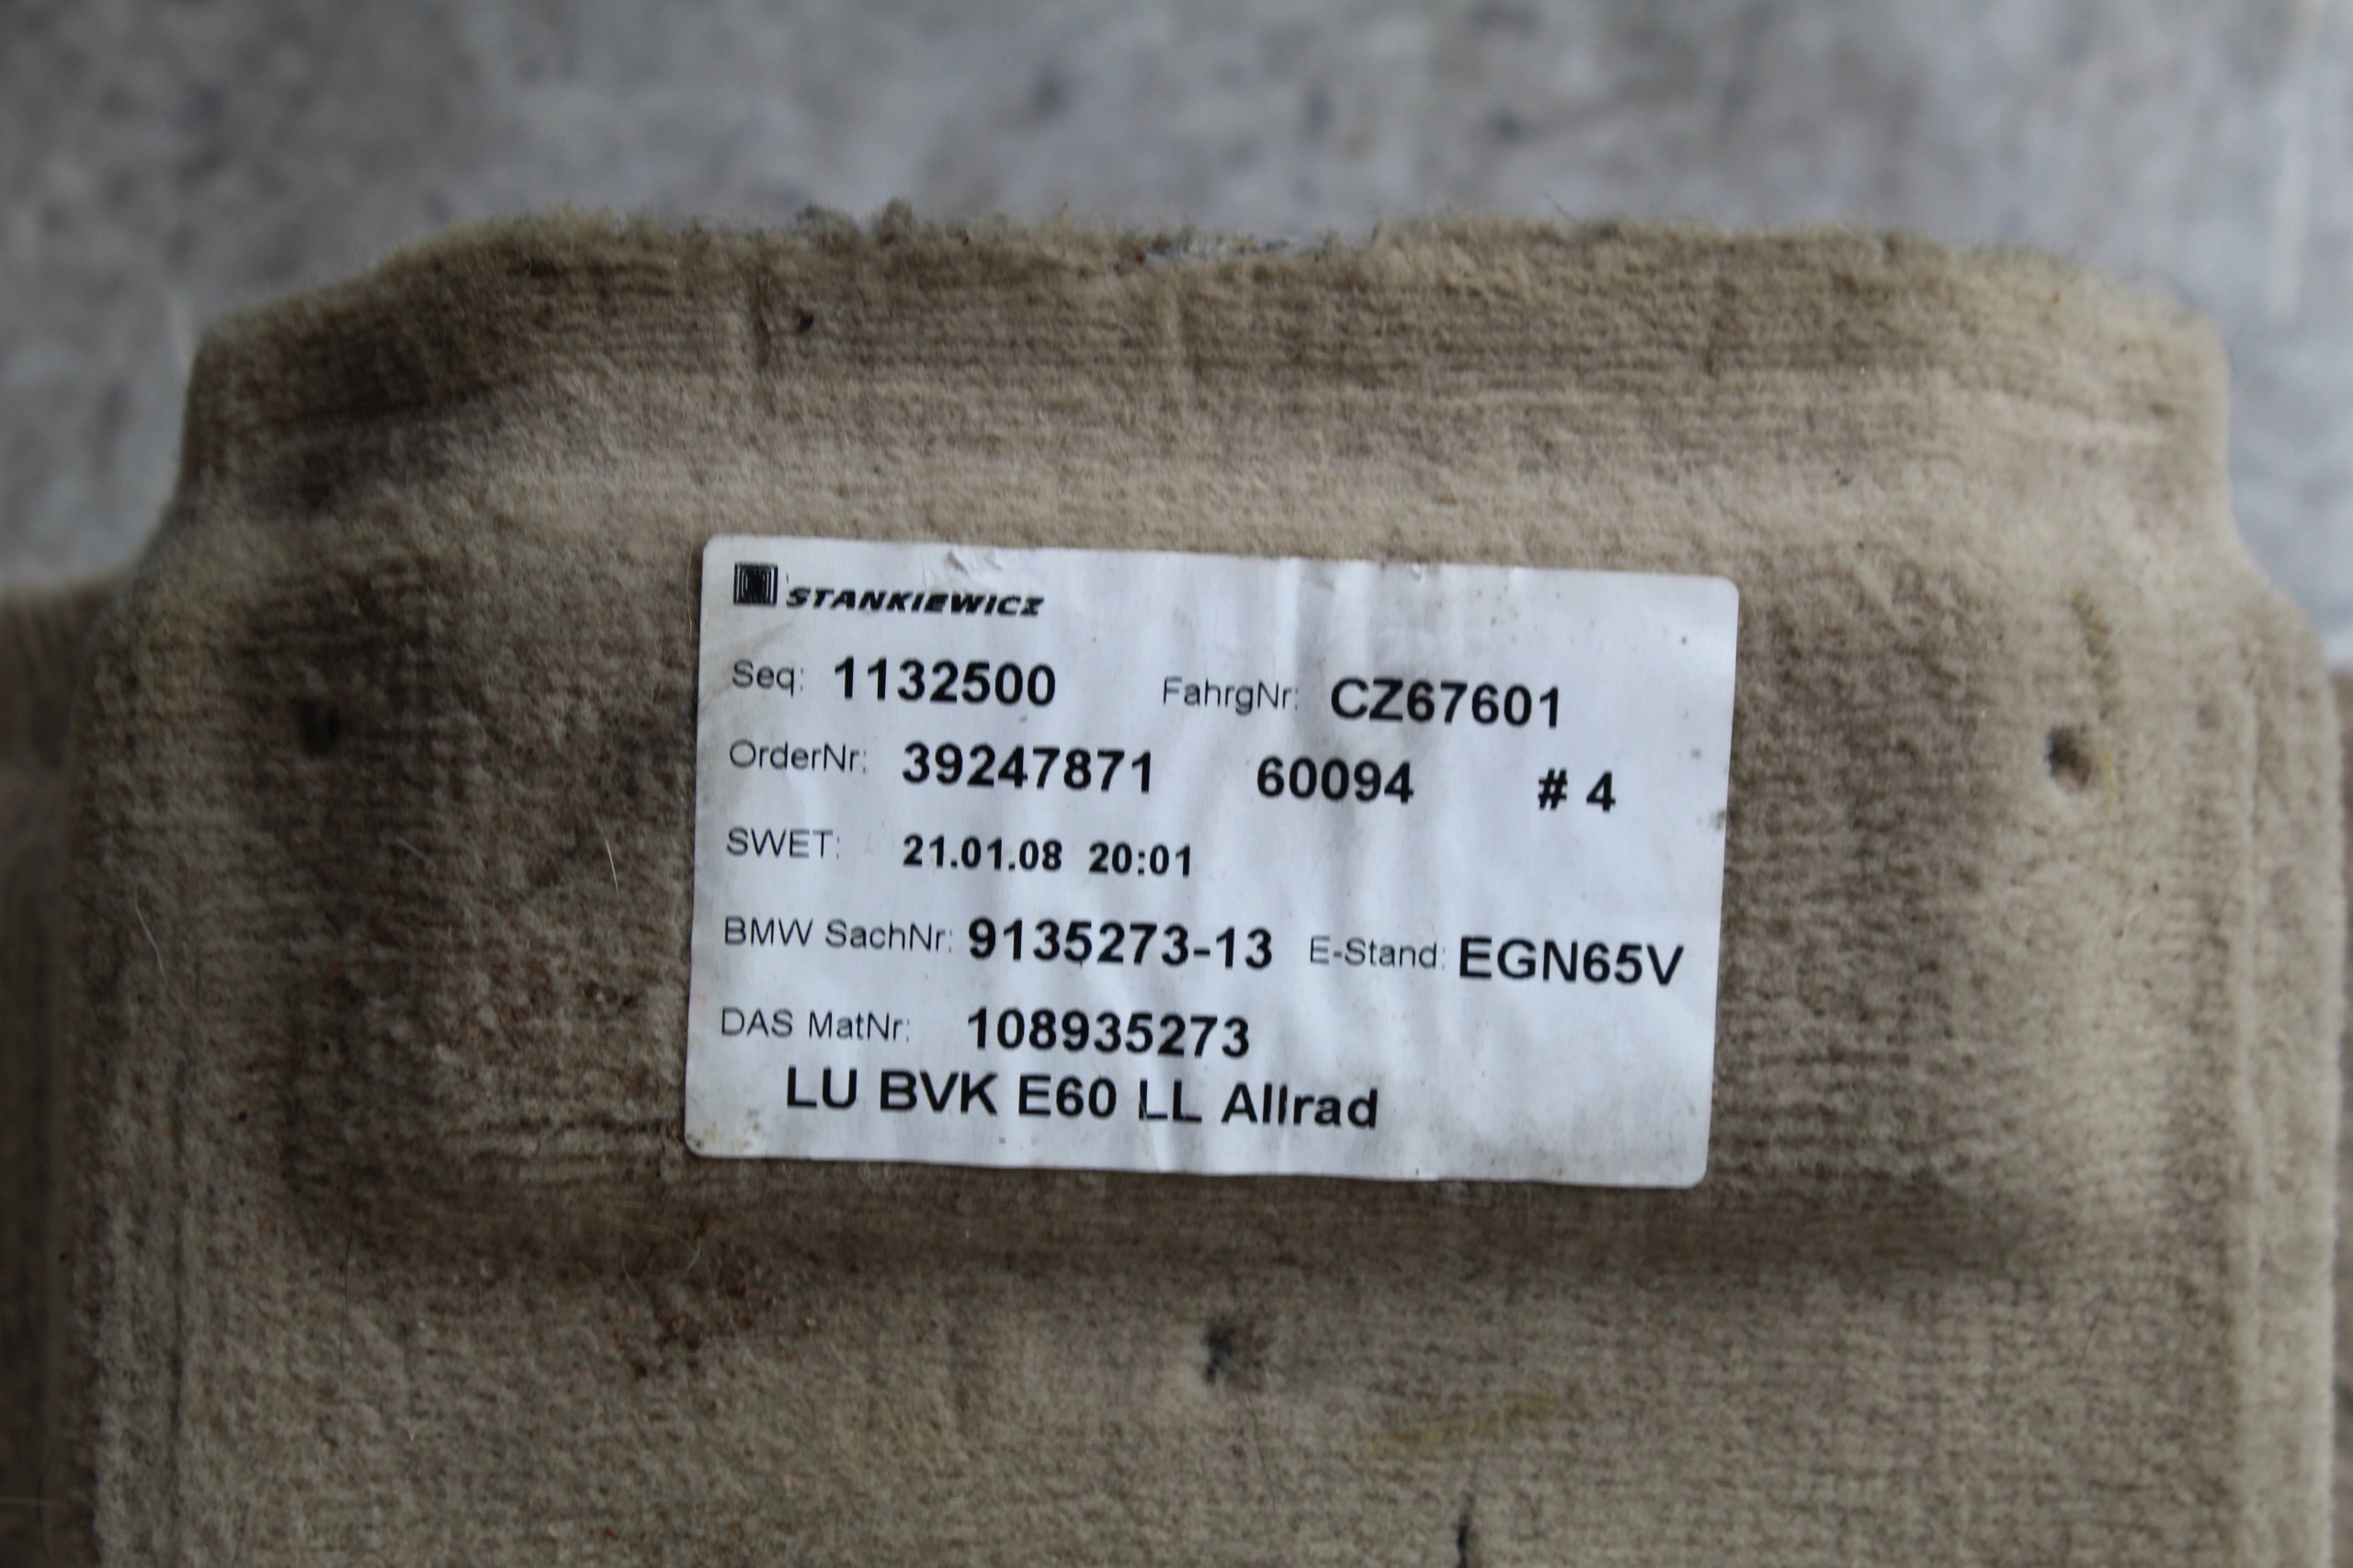 STANKIEWICZ
Seq: 1132500 FahrgNr: CZ67601
OrderNr: 39247871 60094 # 4
SWET: 21.01.08 20:01
BMW SachNr: 9135273-13 E-Stand: EGN65V
DAS MatNr: 108935273
LU BVK E60 LL Allrad